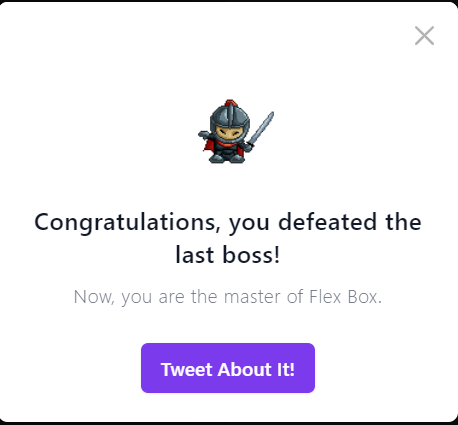 Congratulations, you defeated the
last boss!
Now, you are the master of Flex Box.
Tweet About It!